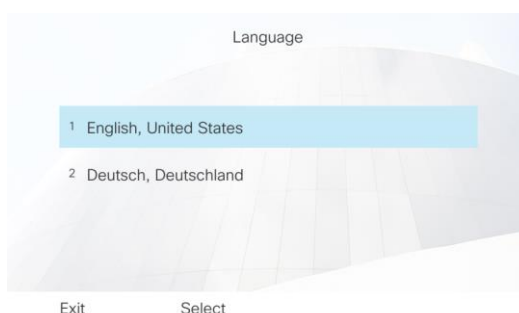 Language
1 English, United States
2 Deutsch, Deutschland
Exit Select